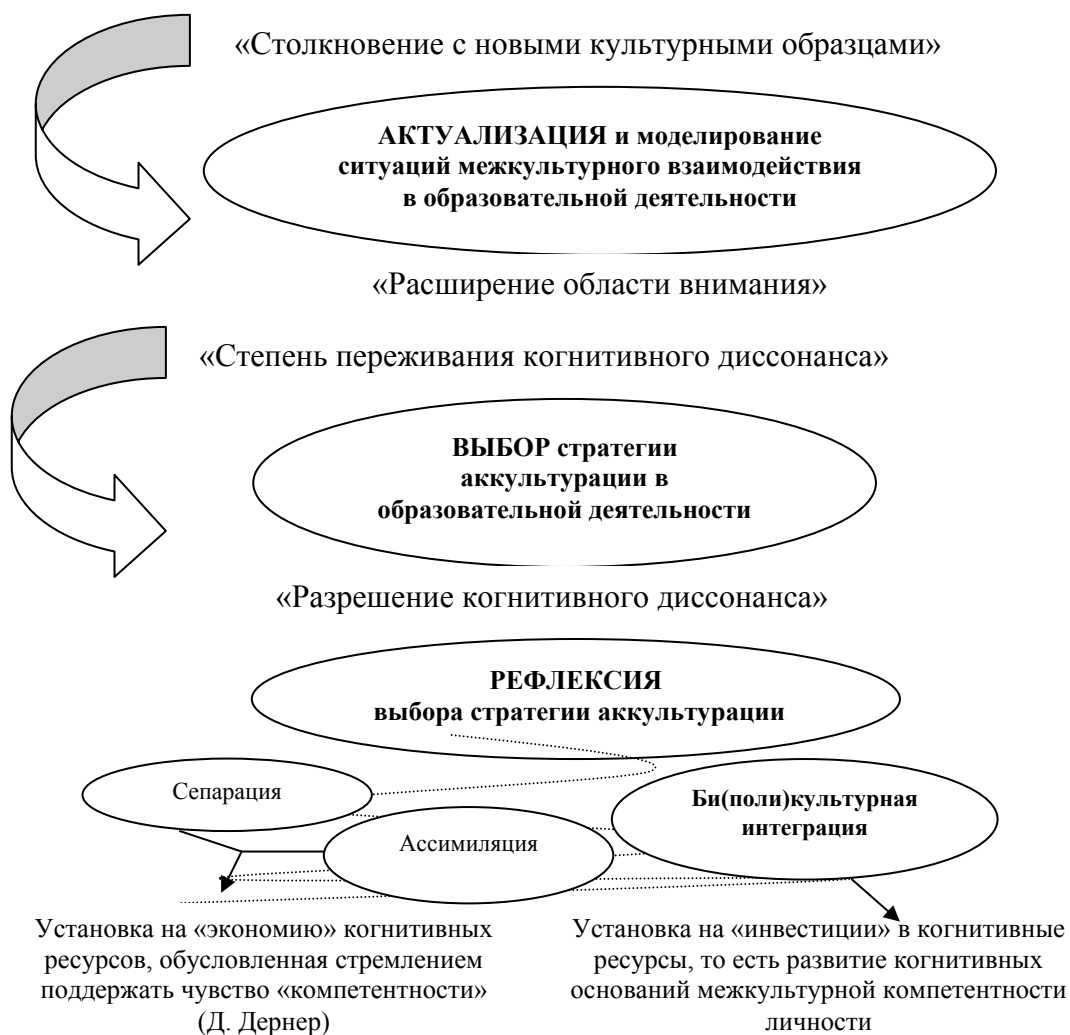 «Столкновение с новыми культурными образцами»
АКТУАЛИЗАЦИЯ и моделирование
ситуаций межкультурного взаимодействия
в образовательной деятельности
«Расширение области внимания»
«Степень переживания когнитивного диссонанса»
ВЫБОР стратегии
аккультурации в
образовательной деятельности
«Разрешение когнитивного диссонанса»
РЕФЛЕКСИЯ
выбора стратегии аккультурации
Сепарация
Ассимиляция
Би(поли)культурная
интеграция
Установка на «экономию» когнитивных
ресурсов, обусловленная стремлением
поддержать чувство «компетентности»
(Д. Дернер)
Установка на «инвестиции» в когнитивные
ресурсы, то есть развитие когнитивных
оснований межкультурной компетентности
личности